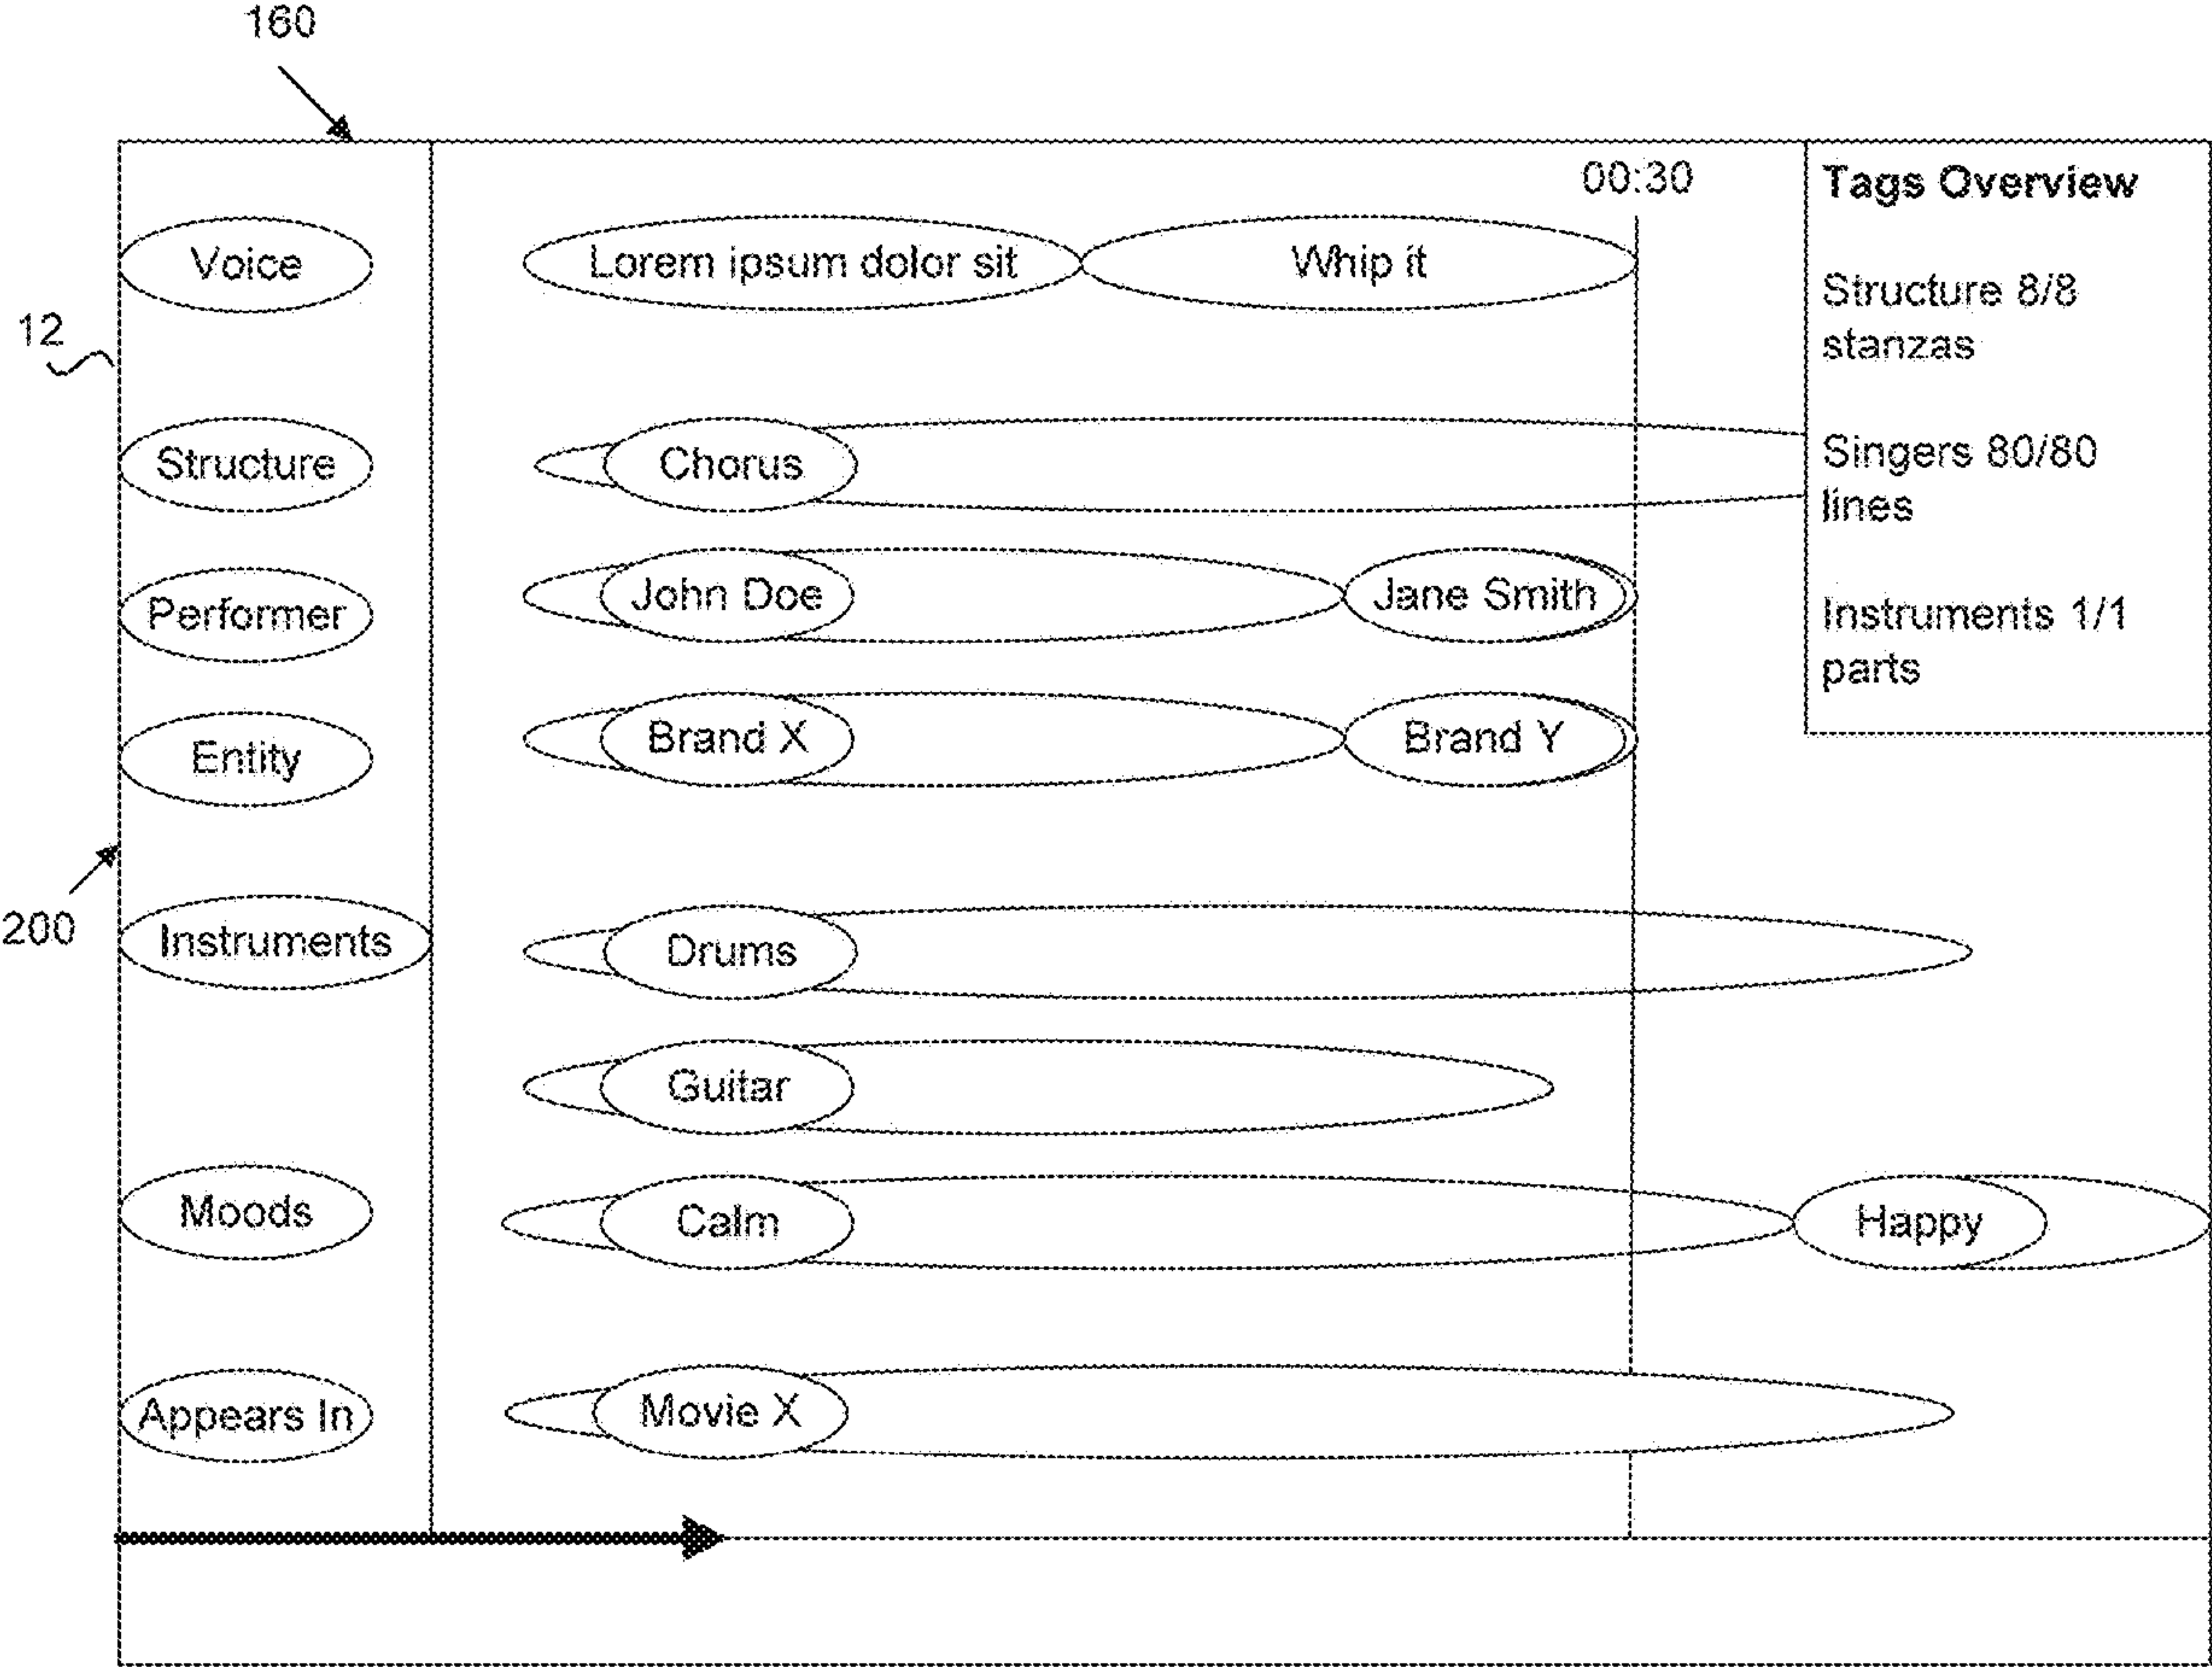 160
00:30
Tags Overview
Voice
Lorem ipsum dolor sit
Whip it
Structure 8/8
stanzas
12
Structure
Chorus
Singers 80/80
lines
Performer
John Doe
Jane Smith
Instruments 1/1
parts
Entity
Brand X
Brand Y
200
Instruments
Drums
Guitar
Moods
Calm
Happy
Appears In
Movie X